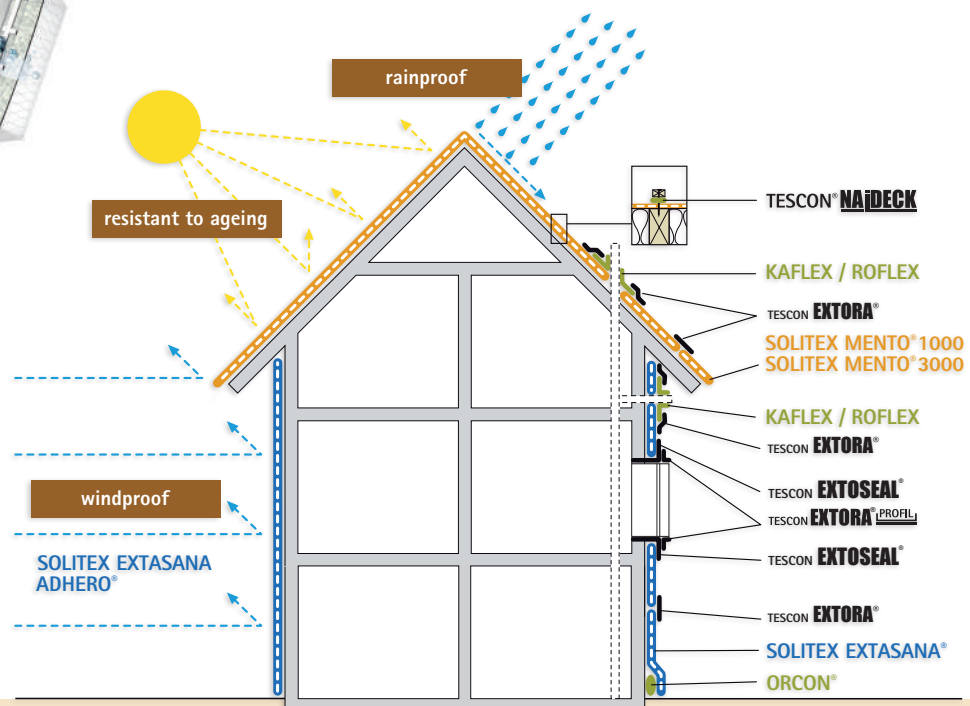 rainproof
resistant to ageing
windproof
SOLITEX EXTASANA
ADHERO®
TESCON® NAIDECK
KAFLEX / ROFLEX
TESCON EXTORA®
SOLITEX MENTO® 1000
SOLITEX MENTO® 3000
KAFLEX / ROFLEX
TESCON EXTORA®
TESCON EXTOSEAL®
TESCON EXTORA® PROFIL
TESCON EXTOSEAL®
TESCON EXTORA®
SOLITEX EXTASANA®
ORCON®